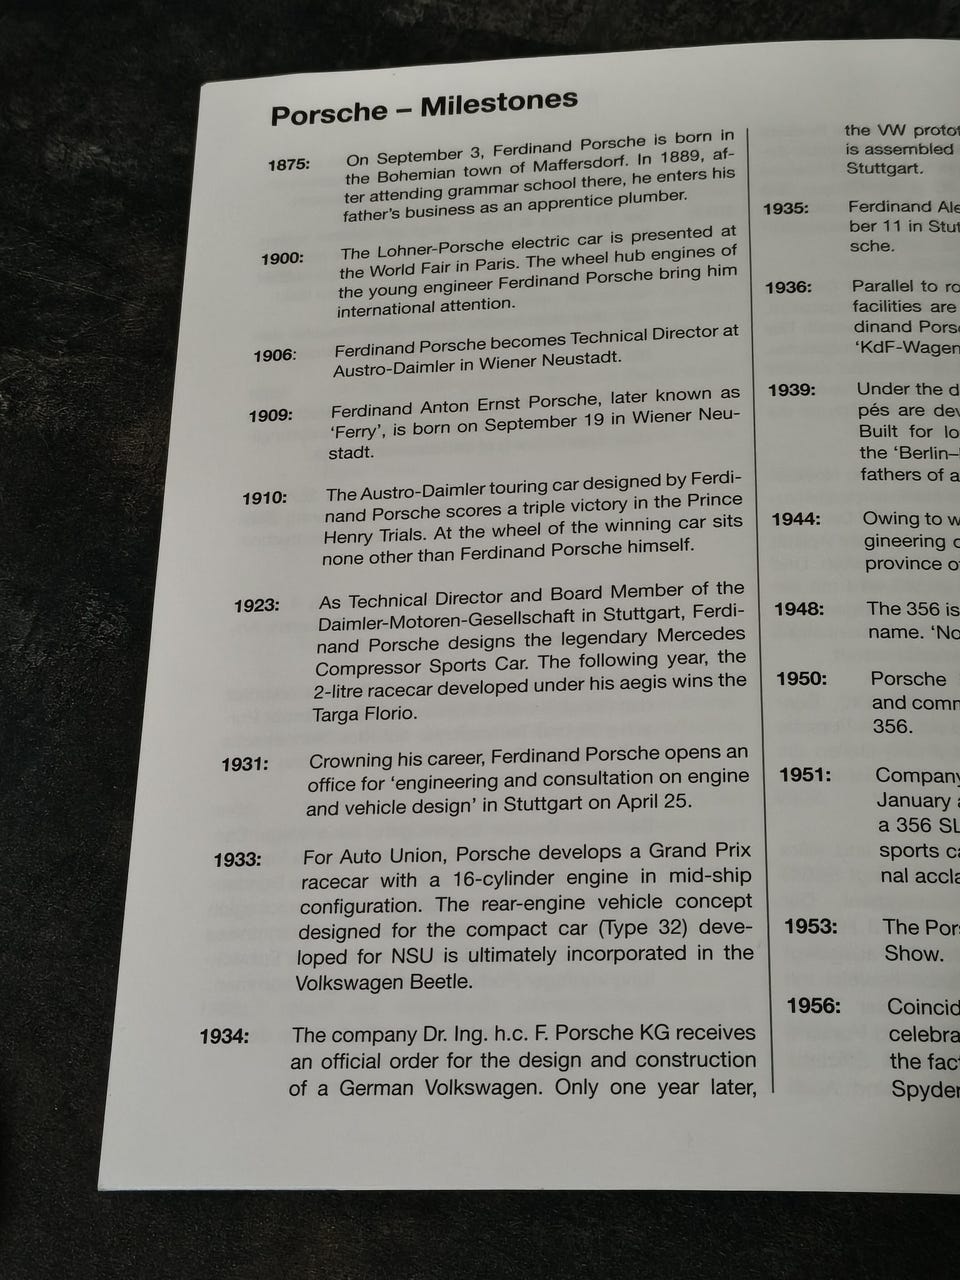 Porsche – Milestones
1875: On September 3, Ferdinand Porsche is born in
the Bohemian town of Maffersdorf. In 1889, af-
ter attending grammar school there, he enters his
father's business as an apprentice plumber.
1900: The Lohner-Porsche electric car is presented at
the World Fair in Paris. The wheel hub engines of
the young engineer Ferdinand Porsche bring him
international attention.
1906: Ferdinand Porsche becomes Technical Director at
Austro-Daimler in Wiener Neustadt.
1909: Ferdinand Anton Ernst Porsche, later known as
'Ferry', is born on September 19 in Wiener Neu-
stadt.
1910: The Austro-Daimler touring car designed by Ferdi-
nand Porsche scores a triple victory in the Prince
Henry Trials. At the wheel of the winning car sits
none other than Ferdinand Porsche himself.
1923: As Technical Director and Board Member of the
Daimler-Motoren-Gesellschaft in Stuttgart, Ferdi-
nand Porsche designs the legendary Mercedes
Compressor Sports Car. The following year, the
2-litre racecar developed under his aegis wins the
Targa Florio.
1931: Crowning his career, Ferdinand Porsche opens an
office for 'engineering and consultation on engine
and vehicle design' in Stuttgart on April 25.
1933: For Auto Union, Porsche develops a Grand Prix
racecar with a 16-cylinder engine in mid-ship
configuration. The rear-engine vehicle concept
designed for the compact car (Type 32) deve-
loped for NSU is ultimately incorporated in the
Volkswagen Beetle.
1934: The company Dr. Ing. h.c. F. Porsche KG receives
an official order for the design and construction
of a German Volkswagen. Only one year later,
the VW
is assembled
Stuttgart.
1935: Ferdinand
ber 11 in
sche.
1936: Parallel to
facilities are
dinand
'KdF-Wagen
1939: Under the
pés are
Built for
the 'Berlin–
fathers of
1944: Owing to
gineering
province
1948: The 356 is
name.
1950: Porsche
and
356.
1951: Company
January
a 356 SL
sports
nal
1953: The
Show.
1956:
the
Spyder